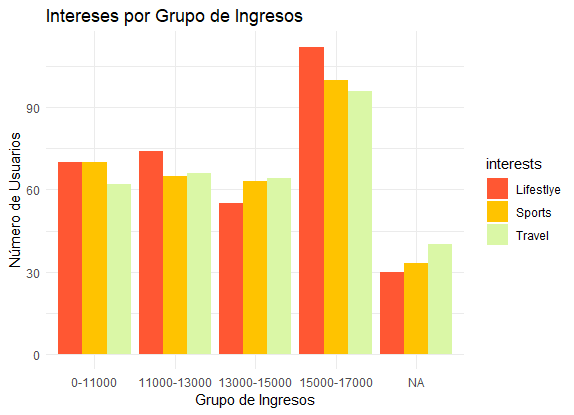 Intereses por Grupo de Ingresos
Número de Usuarios
90
60
30
0
0-11000
11000-13000
13000-15000
15000-17000
NA
Grupo de Ingresos
interests
Lifestlye
Sports
Travel